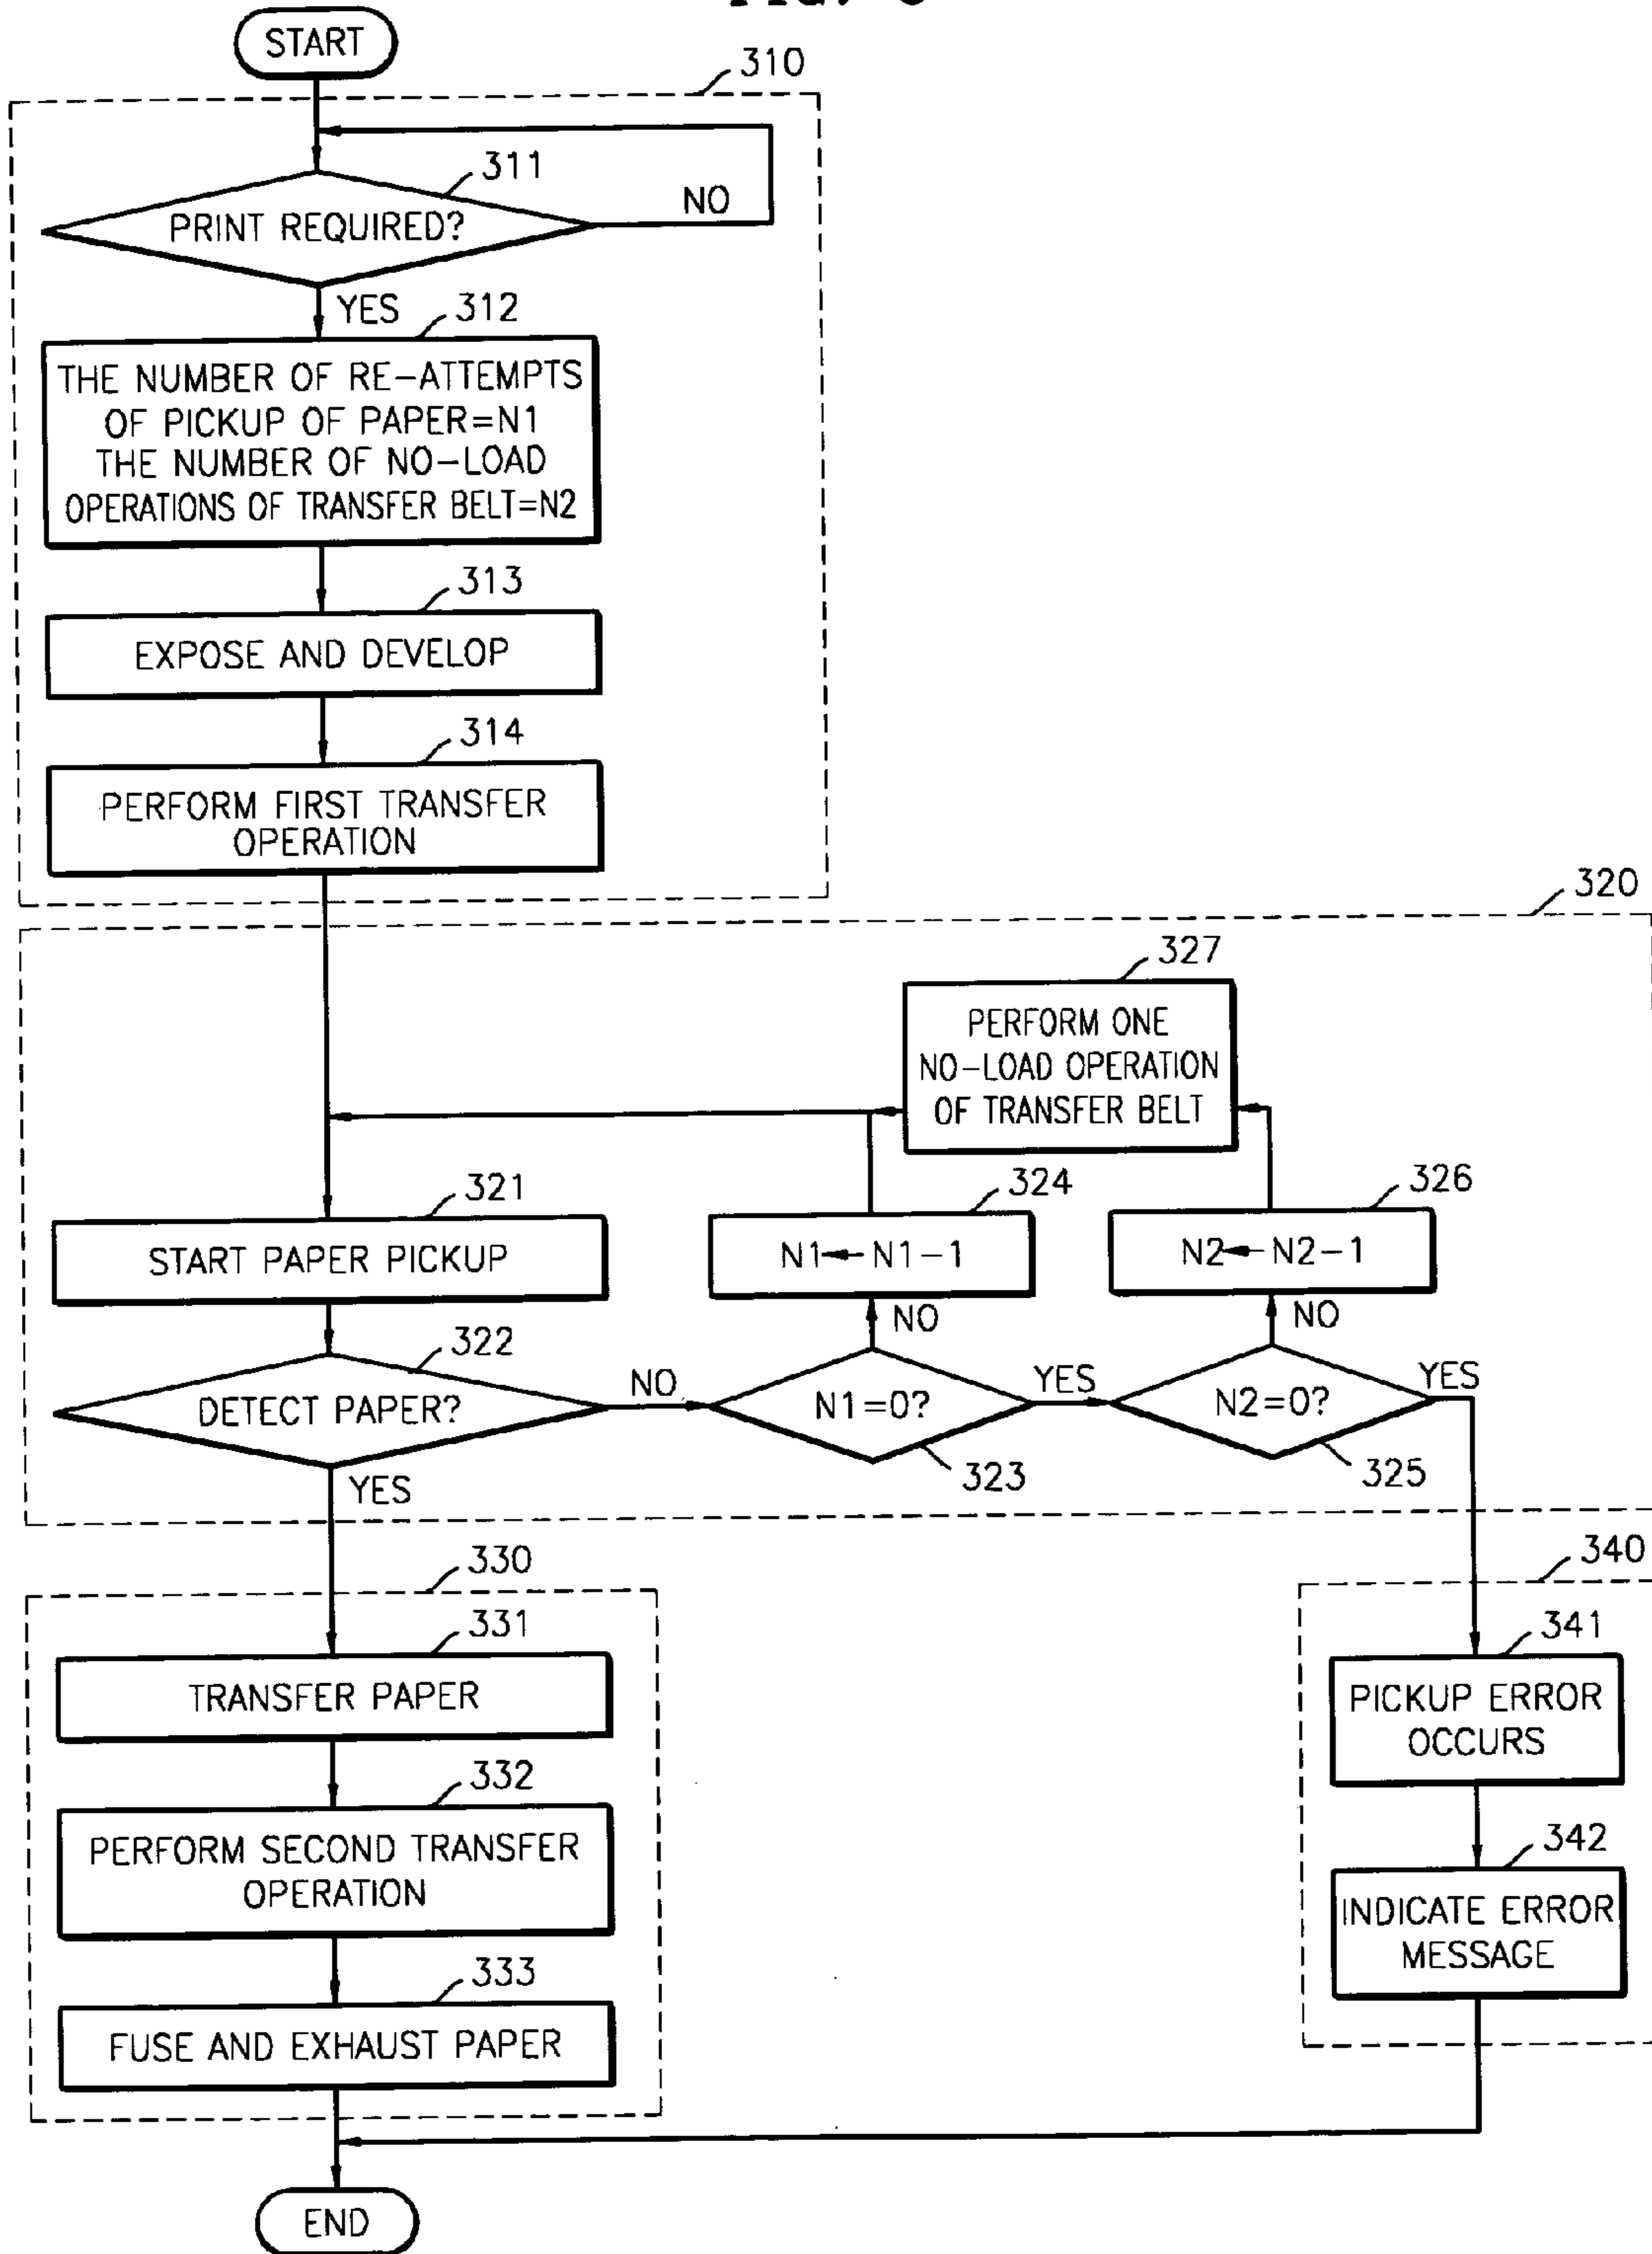 START
310
311
PRINT REQUIRED?
NO
YES
312
THE NUMBER OF RE-ATTEMPTS
OF PICKUP OF PAPER=N1
THE NUMBER OF NO-LOAD
OPERATIONS OF TRANSFER BELT=N2
313
EXPOSE AND DEVELOP
314
PERFORM FIRST TRANSFER
OPERATION
320
327
PERFORM ONE
NO-LOAD OPERATION
OF TRANSFER BELT
321
START PAPER PICKUP
324
N1←N1-1
326
N2←N2-1
322
DETECT PAPER?
NO
NO
N1=0?
323
YES
NO
N2=0?
325
YES
YES
330
331
TRANSFER PAPER
332
PERFORM SECOND TRANSFER
OPERATION
333
FUSE AND EXHAUST PAPER
340
341
PICKUP ERROR
OCCURS
342
INDICATE ERROR
MESSAGE
END